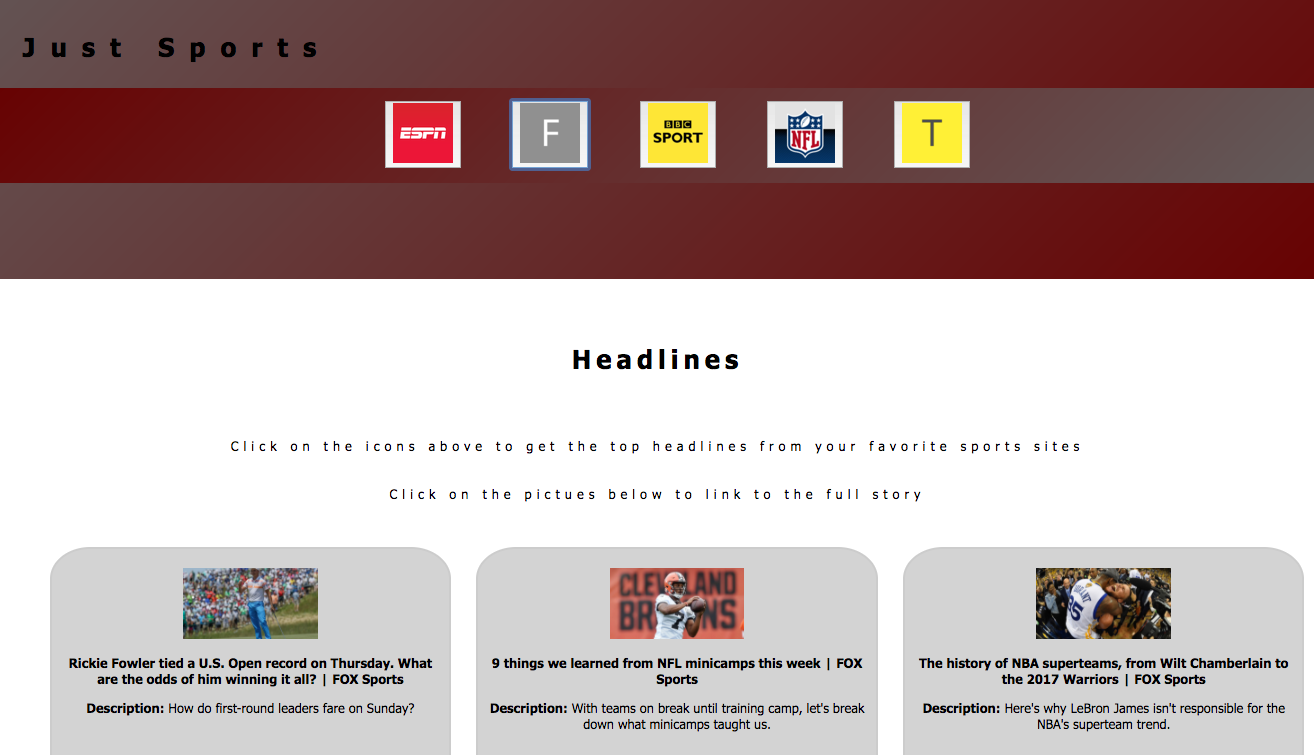 Just Sports
ESPN
F
BBC
SPORT
NFL
T
Headlines
Click on the icons above to get the top headlines from your favorite sports sites
Click on the pictues below to link to the full story
CLEVELAND
BROWNS
Rickie Fowler tied a U.S. Open record on Thursday. What
are the odds of him winning it all? | FOX Sports
Description: How do first-round leaders fare on Sunday?
9 things we learned from NFL minicamps this week | FOX
Sports
Description: With teams on break until training camp, let's break
down what minicamps taught us.
The history of NBA superteams, from Wilt Chamberlain to
the 2017 Warriors | FOX Sports
Description: Here's why LeBron James isn't responsible for the
NBA's superteam trend.